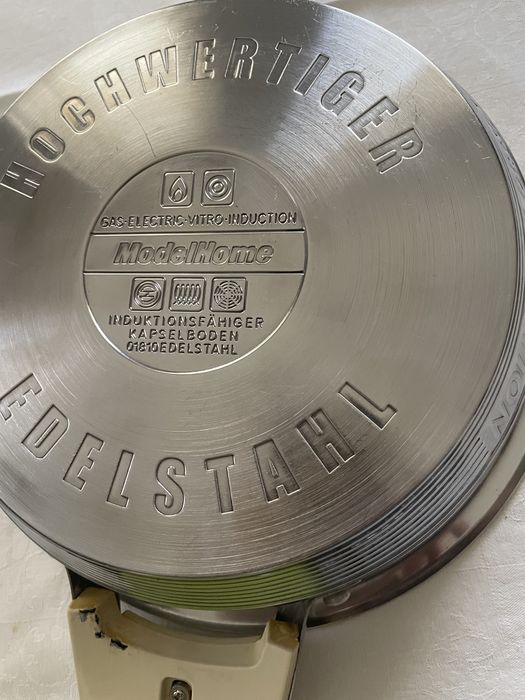 HOCHWERTIGER
GAS·ELECTRIC·VITRO·INDUCTION
ModelHome
INDUKTIONSFÄHIGER
KAPSELBODEN
01810EDELSTAHL
EDELSTAHL